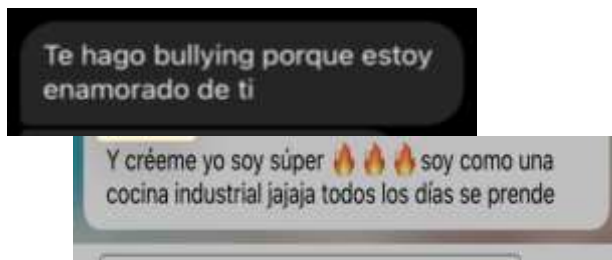 Te hago bullying porque estoy
enamorado de ti
Y créeme yo soy súper 🔥🔥🔥 soy como una
cocina industrial jajaja todos los días se prende